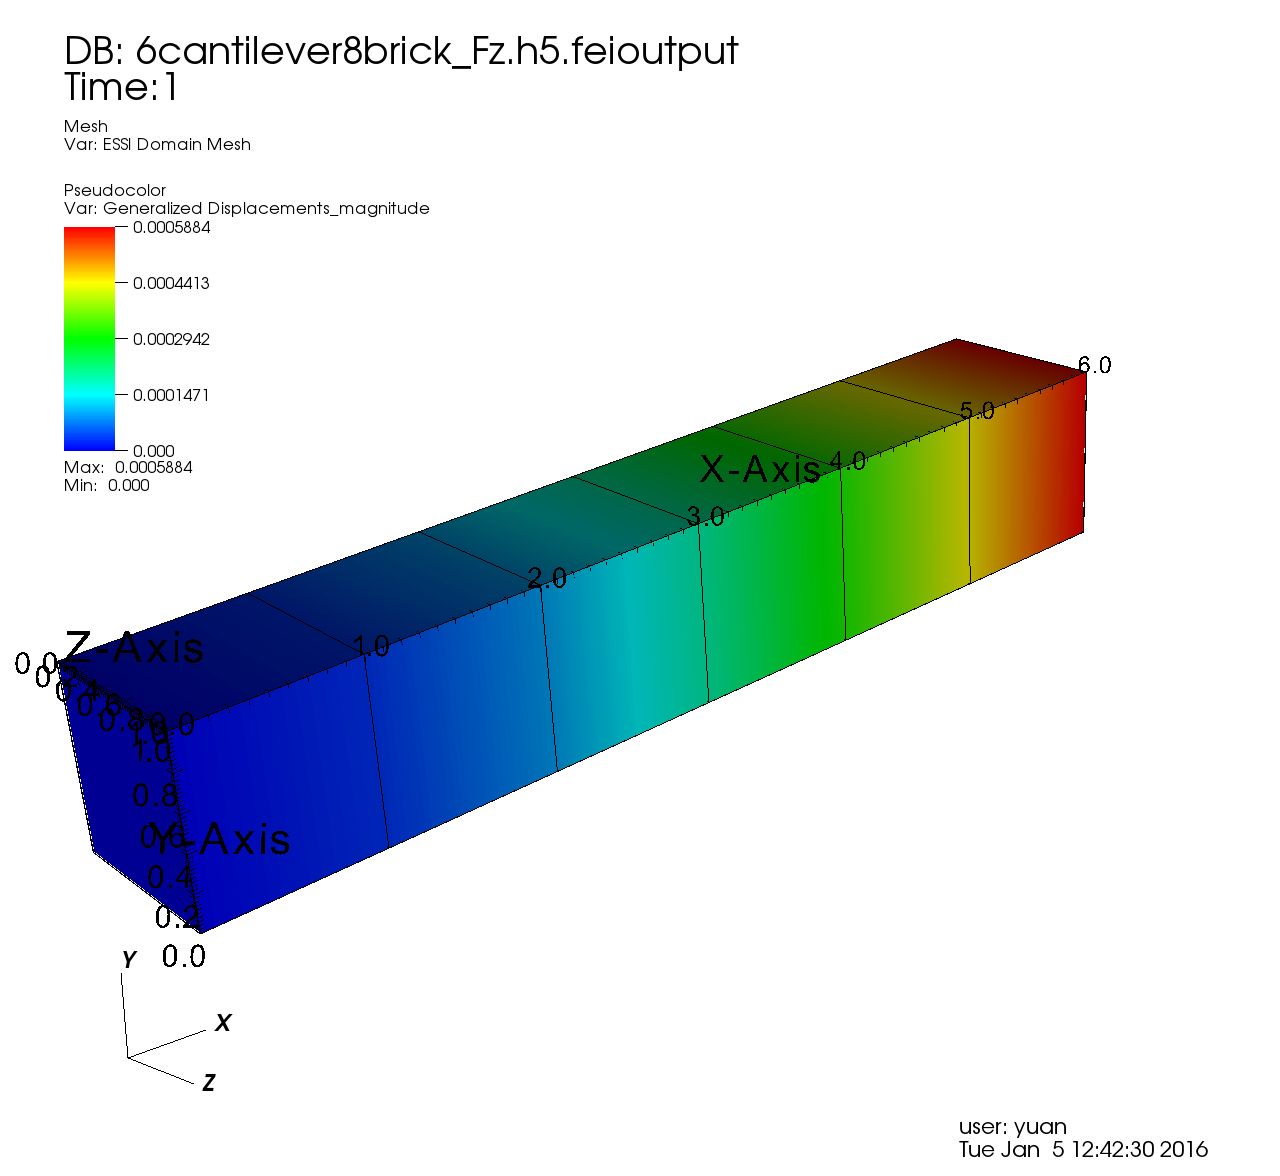 DB: 6cantilever8brick_Fz.h5.feioutput
Time:1
Mesh
Var: ESSI Domain Mesh
Pseudocolor
Var: Generalized Displacements_magnitude
0.0005884
0.0004413
0.0002942
0.0001471
0.000
Max: 0.0005884
Min: 0.000
6.0
5.0
4.0
X-Axis
3.0
2.0
1.0
Z-Axis
0.0
1.0
0.8
Y-Axis
0.4
0.2
0.0
Y
X
Z
user: yuan
Tue Jan 5 12:42:30 2016